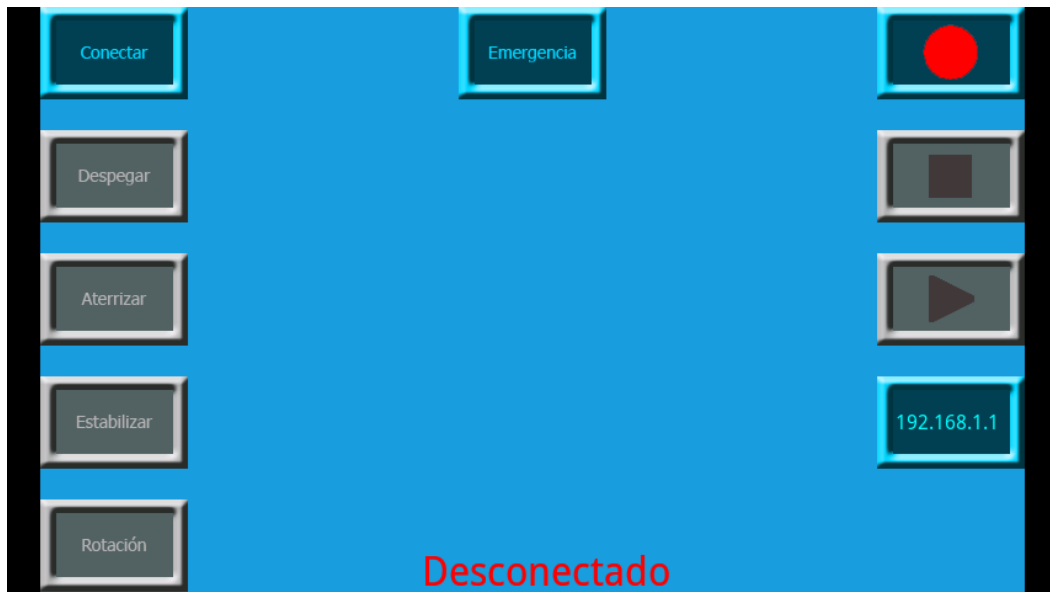 Conectar
Emergencia
Despegar
Aterrizar
Estabilizar
192.168.1.1
Rotación
Desconectado